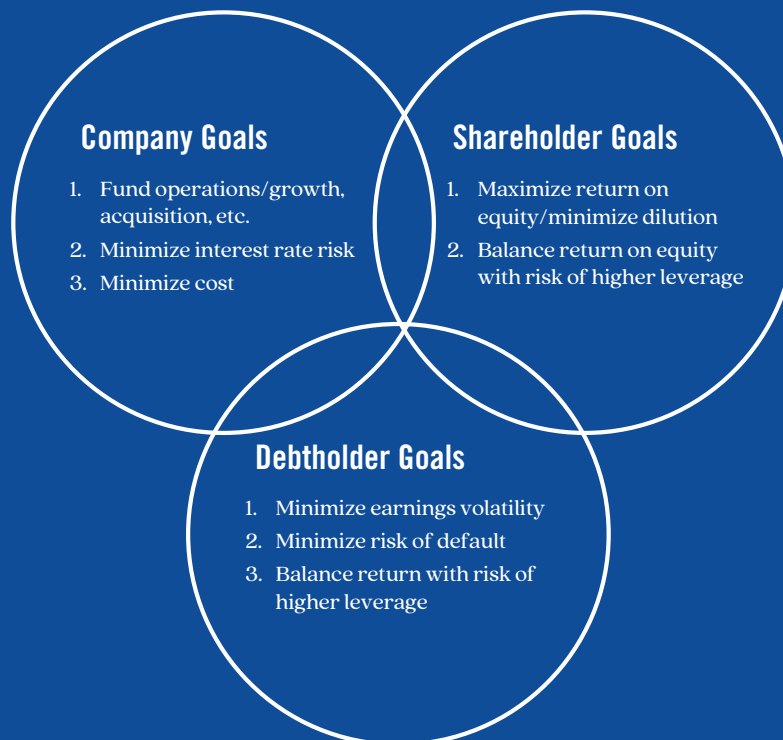 Company Goals
1. Fund operations/growth,
acquisition, etc.
2. Minimize interest rate risk
3. Minimize cost
Shareholder Goals
1. Maximize return on
equity/minimize dilution
2. Balance return on equity
with risk of higher leverage
Debtholder Goals
1. Minimize earnings volatility
2. Minimize risk of default
3. Balance return with risk of
higher leverage